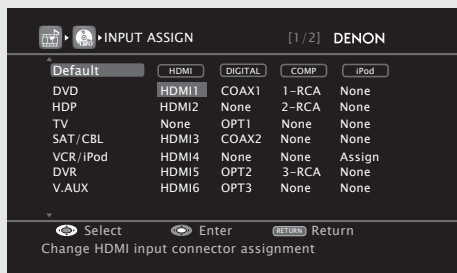 INPUT ASSIGN [1/2] DENON
Default HDMI DIGITAL COMP iPod
DVD HDMI1 COAX1 1-RCA None
HDP HDMI2 None 2-RCA None
TV None OPT1 None None
SAT/CBL HDMI3 COAX2 None None
VCR/iPod HDMI4 None None Assign
DVR HDMI5 OPT2 3-RCA None
V.AUX HDMI6 OPT3 None None
Select Enter RETURN Return
Change HDMI input connector assignment